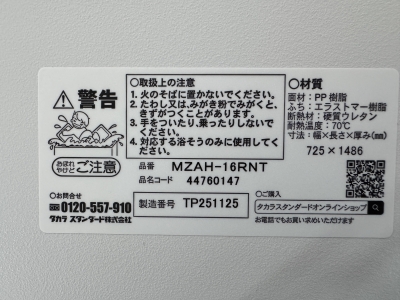 ⚠警告
おぼれ やけど ご注意
○取扱上の注意
1. 火のそばに置かないでください。
2. たわし又は、みがき粉でみがくと、
きずがつくことがあります。
3. 手をついたり、乗ったりしない
でください。
4. 対応する浴そうのみに使用して
ください。
○材質
面材：PP樹脂
ふち：エラストマー樹脂
断熱材：硬質ウレタン
耐熱温度：70℃
寸法：幅×長さ×厚み(mm)
725×1486
品番 MZAH-16RNT
品名コード 44760147
○お問合せ
0120-557-910
タカラスタンダード株式会社
製造番号 TP251125
○ご購入
タカラスタンダードオンラインショップ
お電話でもお買い求めいただけます